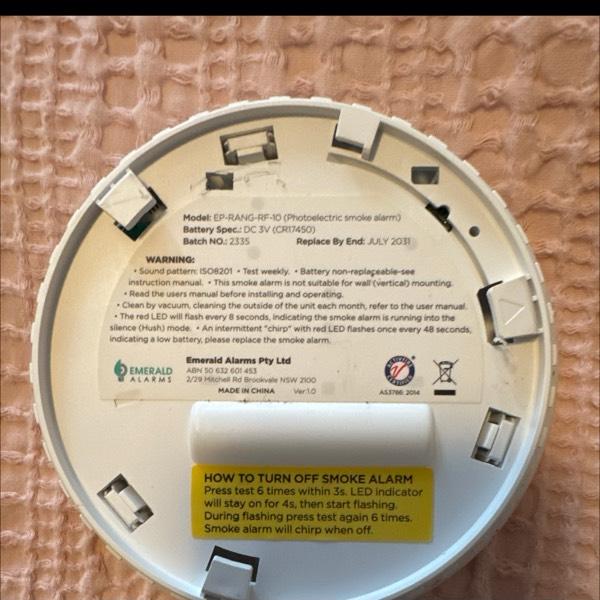 Model: EP-RANG-RF-10 (Photoelectric smoke alarm)
Battery Spec.: DC 3V (CR17450)
Batch NO.: 2335 Replace By End: JULY 2031
WARNING:
• Sound pattern: ISO8201 • Test weekly. • Battery non-replaceable-see
instruction manual. • This smoke alarm is not suitable for wall (vertical) mounting.
• Read the users manual before installing and operating.
• Clean by vacuum, cleaning the outside of the unit each month, refer to the user manual.
• The red LED will flash every 8 seconds, indicating the smoke alarm is running into the
silence (Hush) mode. • An intermittent "chirp" with red LED flashes once every 48 seconds,
indicating a low battery, please replace the smoke alarm.
EMERALD
ALARMS
Emerald Alarms Pty Ltd
ABN 50 632 601 453
2/29 Mitchell Rd Brookvale NSW 2100
MADE IN CHINA Ver:1.0
AS3786: 2014
HOW TO TURN OFF SMOKE ALARM
Press test 6 times within 3s. LED indicator
will stay on for 4s, then start flashing.
During flashing press test again 6 times.
Smoke alarm will chirp when off.